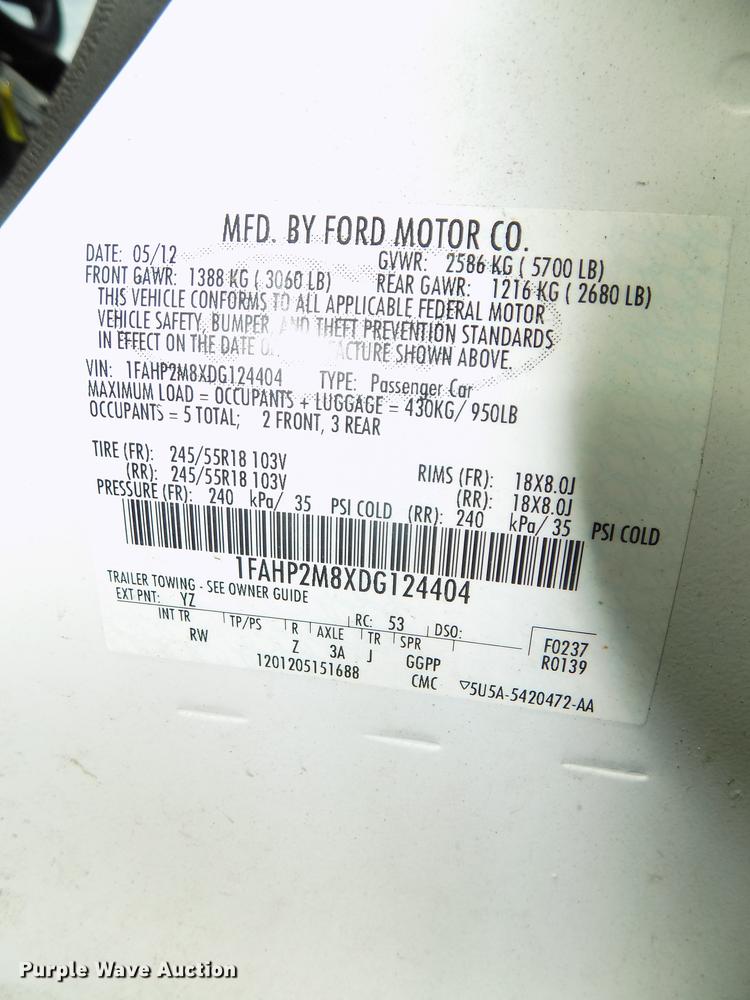 MFD. BY FORD MOTOR CO.
DATE: 05/12 GVWR: 2586 KG ( 5700 LB)
FRONT GAWR: 1388 KG ( 3060 LB) REAR GAWR: 1216 KG ( 2680 LB)
THIS VEHICLE CONFORMS TO ALL APPLICABLE FEDERAL MOTOR
VEHICLE SAFETY, BUMPER, AND THEFT PREVENTION STANDARDS
IN EFFECT ON THE DATE SHOWN ABOVE.
VIN: 1FAHP2M8XDG124404 TYPE: Passenger Car
MAXIMUM LOAD = OCCUPANTS + LUGGAGE = 430KG/ 950LB
OCCUPANTS = 5 TOTAL; 2 FRONT, 3 REAR
TIRE (FR): 245/55R18 103V RIMS (FR): 18X8.0J
(RR): 245/55R18 103V (RR): 18X8.0J
PRESSURE (FR): 240 kPa/ 35 PSI COLD (RR): 240 kPa/ 35 PSI COLD
1FAHP2M8XDG124404
TRAILER TOWING - SEE OWNER GUIDE
EXT PNT: YZ RC: 53 DSO:
INT TR TP/PS R AXLE TR SPR F0237
RW Z 3A J GGPP R0139
1201205151688 CMC ▽5U5A-5420472-AA
Purple Wave Auction